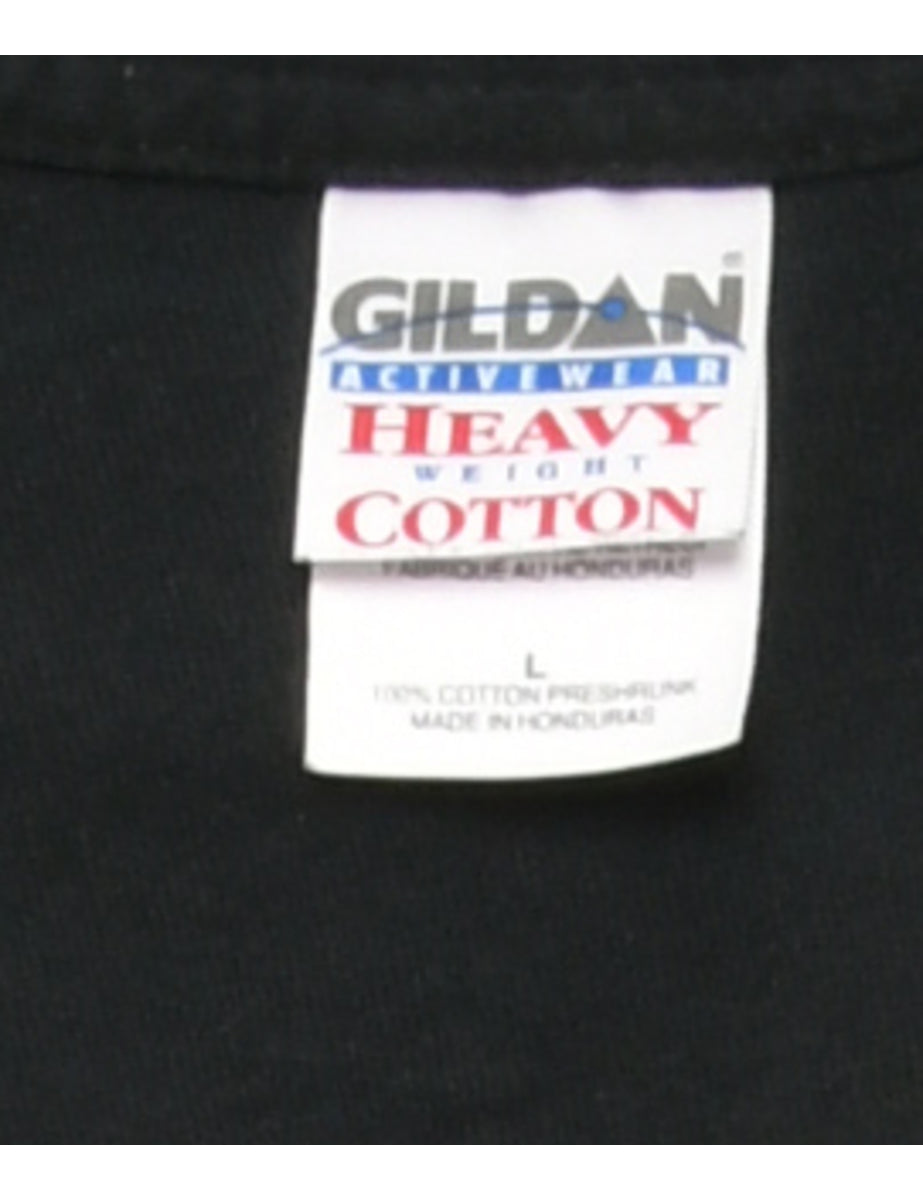 GILDAN®
ACTIVEWEAR
HEAVY
WEIGHT
COTTON
FABRIQUE AU HONDURAS
L
100% COTTON PRESHRUNK
MADE IN HONDURAS